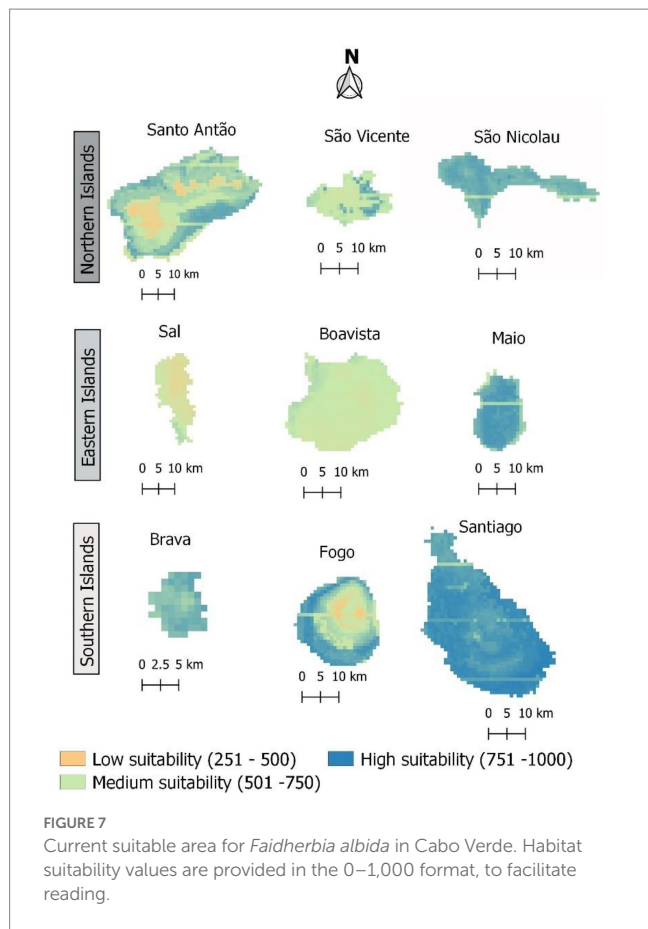 N
Northern Islands
Santo Antão
São Vicente
São Nicolau
0 5 10 km
0 5 10 km
0 5 10 km
Eastern Islands
Sal
Boavista
Maio
0 5 10 km
0 5 10 km
0 5 10 km
Southern Islands
Brava
Fogo
Santiago
0 2.5 5 km
0 5 10 km
0 5 10 km
Low suitability (251 - 500)
High suitability (751 -1000)
Medium suitability (501 -750)
FIGURE 7
Current suitable area for Faidherbia albida in Cabo Verde. Habitat
suitability values are provided in the 0–1,000 format, to facilitate
reading.